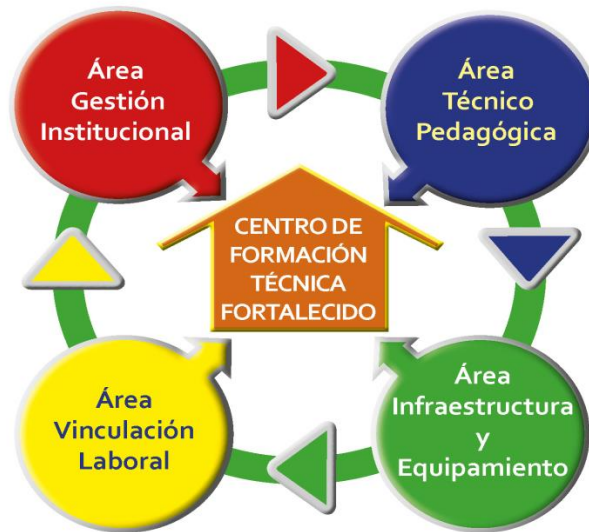 Área
Gestión
Institucional
Área
Técnico
Pedagógica
CENTRO DE
FORMACIÓN
TÉCNICA
FORTALECIDO
Área
Vinculación
Laboral
Área
Infraestructura
y
Equipamiento